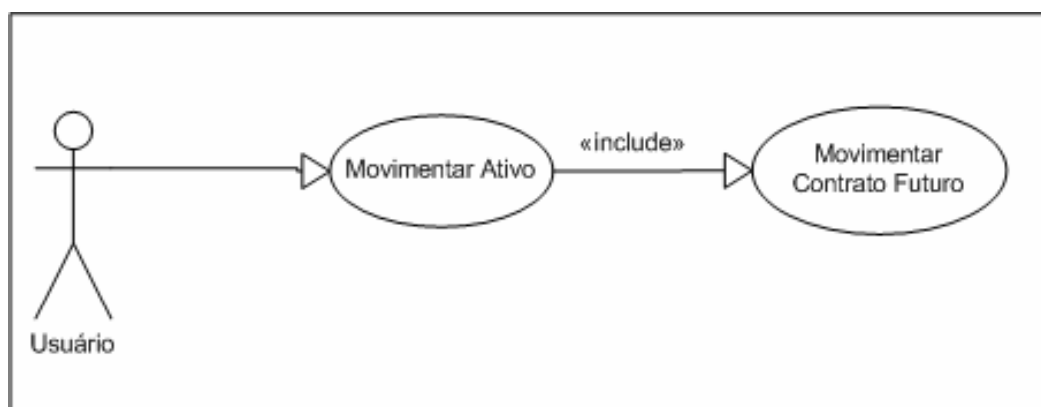 Movimentar Ativo
«include»
Movimentar
Contrato Futuro
Usuário